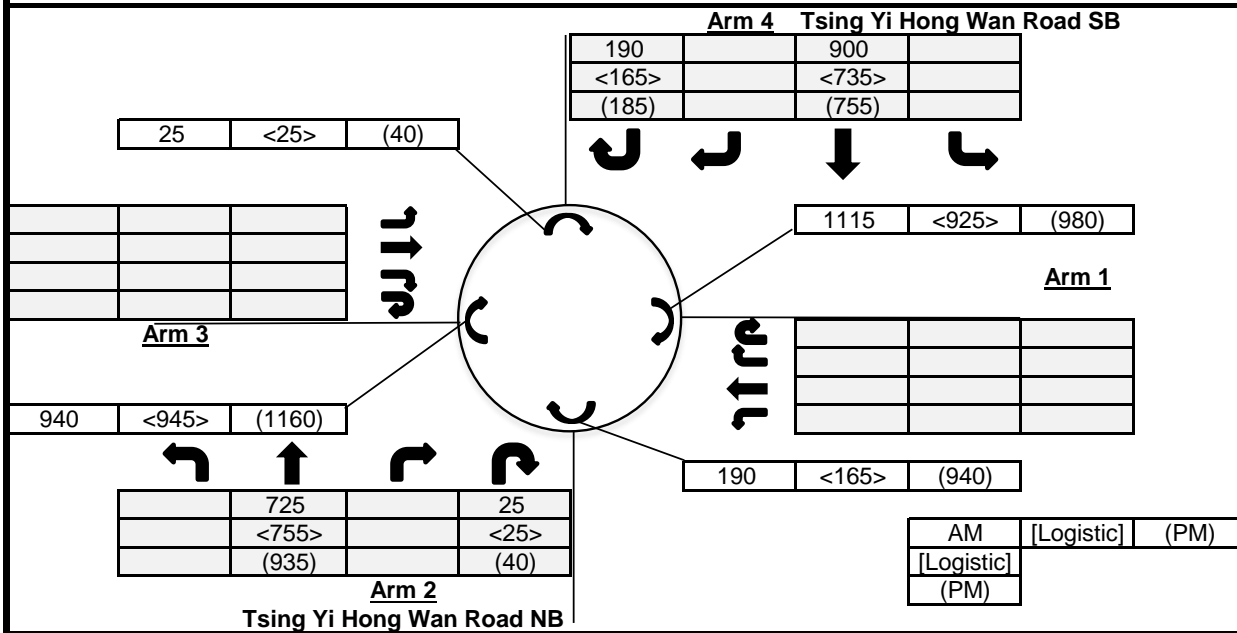 Arm 4 Tsing Yi Hong Wan Road SB
190 900
<165> <735>
(185) (755)
25 <25> (40)
1115 <925> (980)
Arm 1
Arm 3
940 <945> (1160)
190 <165> (940)
725 25
<755> <25>
(935) (40)
AM [Logistic] (PM)
[Logistic]
(PM)
Arm 2
Tsing Yi Hong Wan Road NB